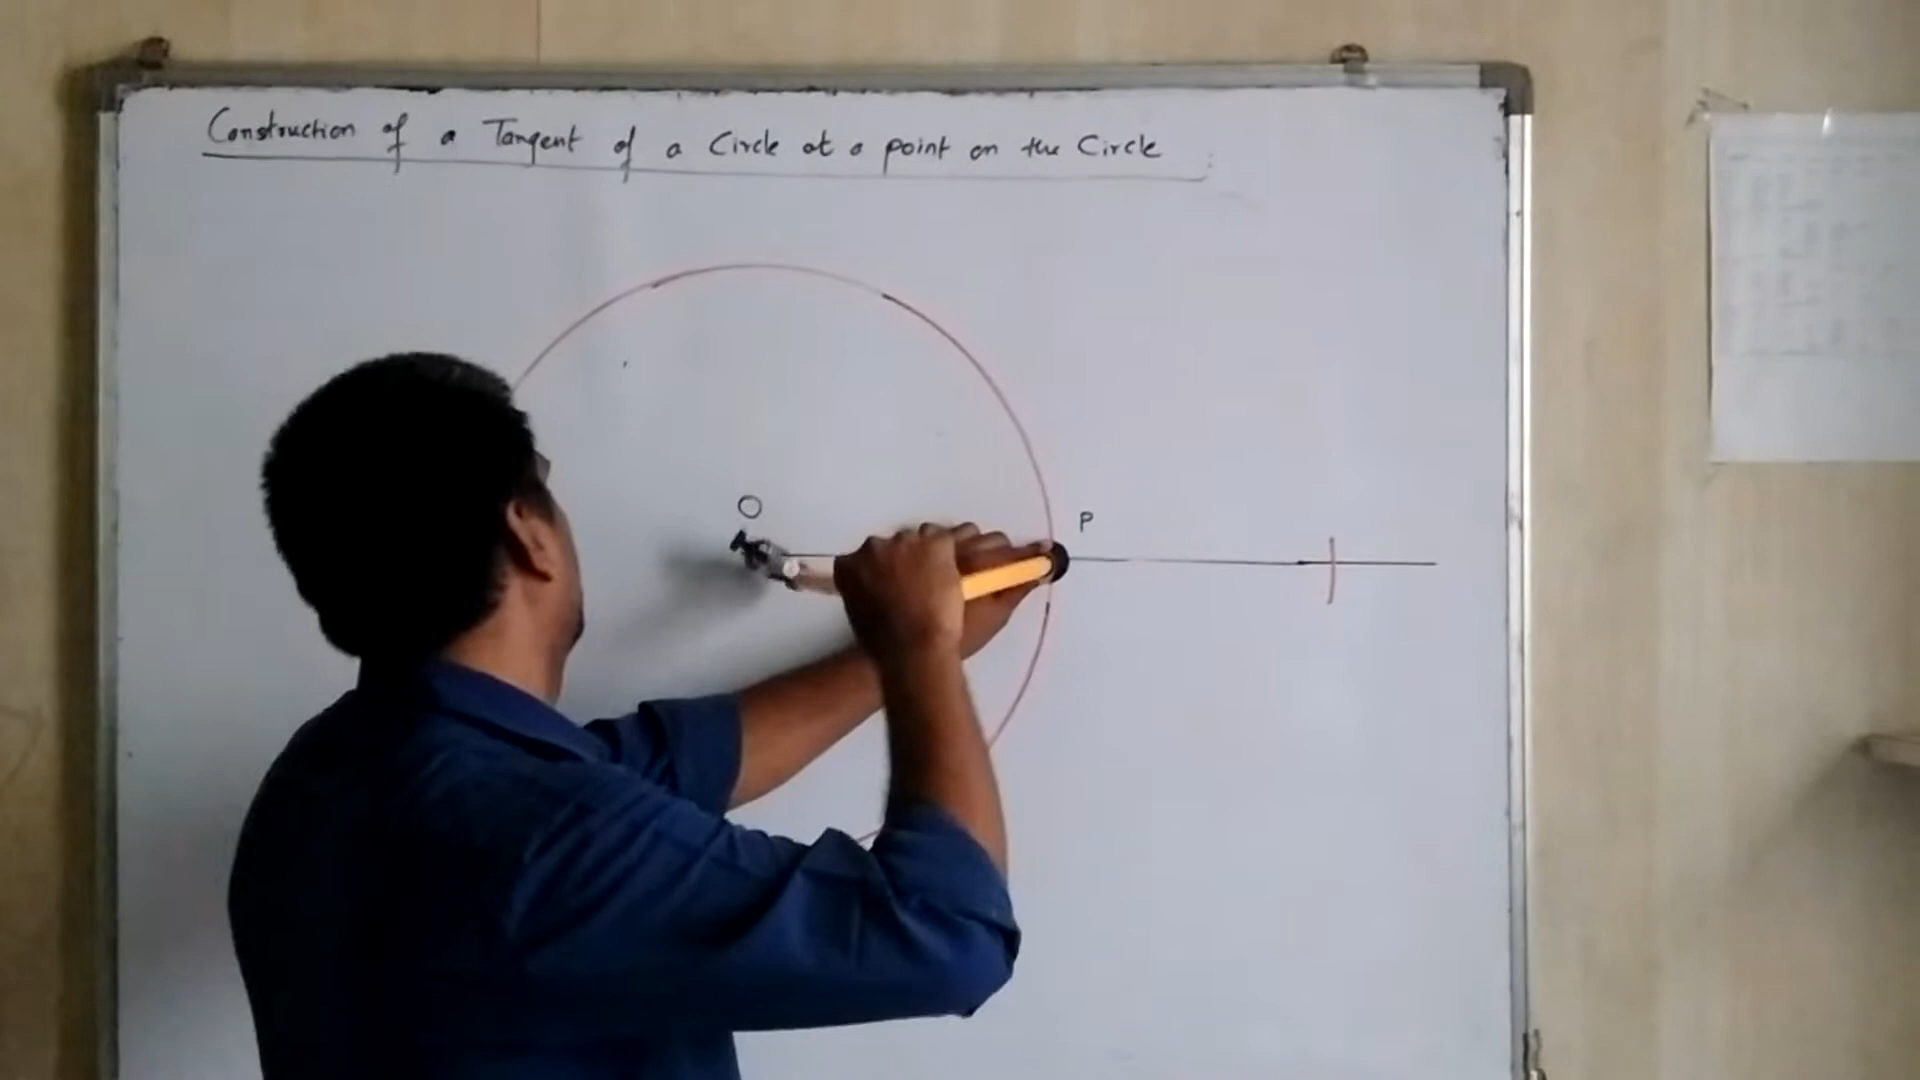 Construction of a Tangent of a Circle at a point on the Circle :
O
P